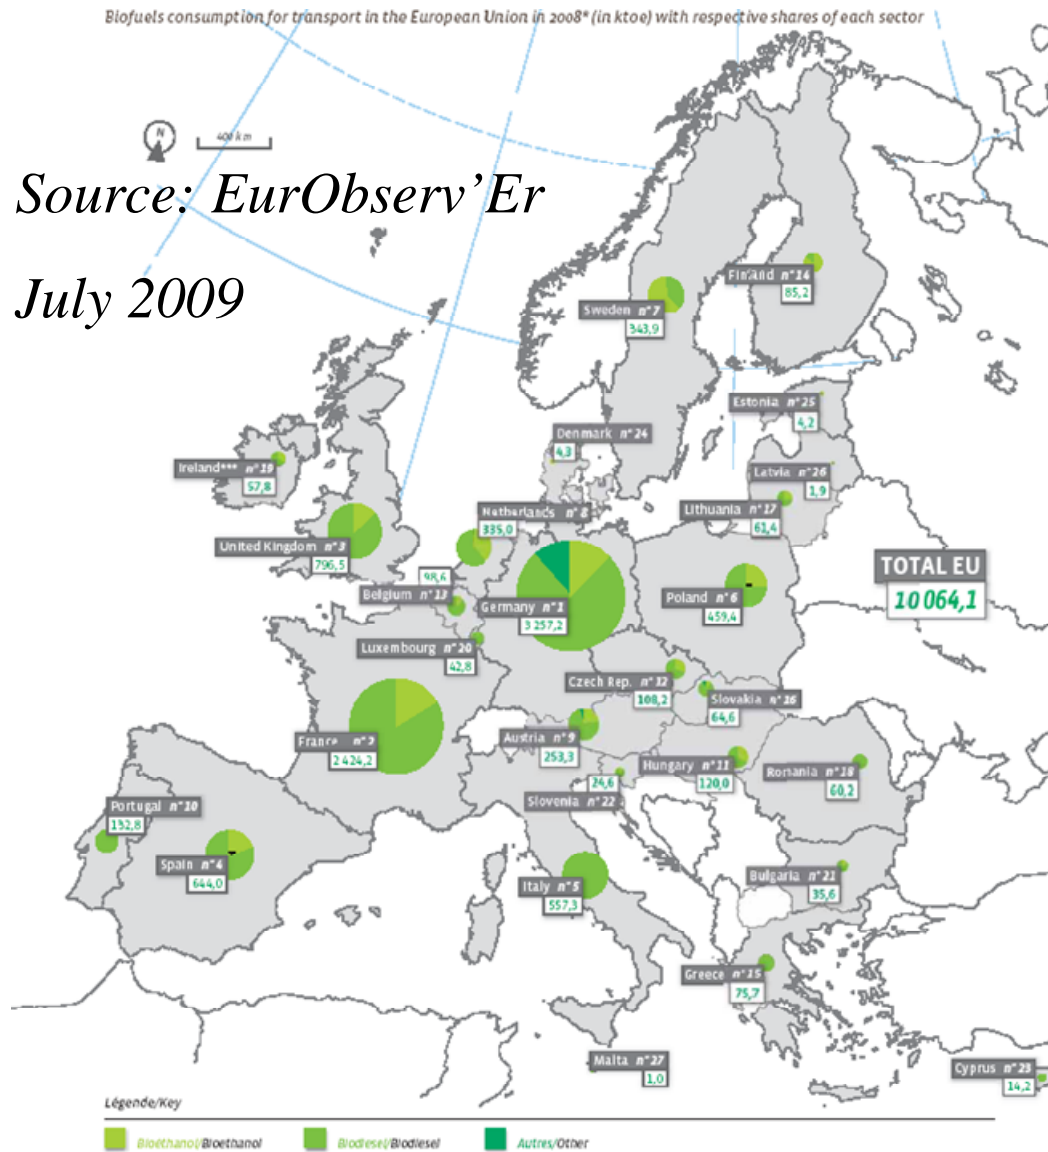 Biofuels consumption for transport in the European Union in 2008* (in ktoe) with respective shares of each sector
N
400 km
Source: EurObserv’Er
July 2009
Finland n°14
85,2
Sweden n°7
343,9
Estonia n°25
4,2
Denmark n°24
4,3
Ireland*** n°19
57,8
Latvia n°26
1,9
Lithuania n°17
61,4
Netherlands n°8
335,0
United Kingdom n°3
796,5
TOTAL EU
10 064,1
98,6
Belgium n°13
Germany n°1
3 257,2
Poland n°6
459,4
Luxembourg n°20
42,8
Czech Rep. n°12
108,2
Slovakia n°16
64,6
France n°2
2 424,2
Austria n°9
253,3
Hungary n°11
120,0
Romania n°18
60,2
24,6
Slovenia n°22
Portugal n°10
132,8
Spain n°4
644,0
Italy n°5
557,3
Bulgaria n°21
35,6
Greece n°15
75,7
Malta n°27
1,0
Cyprus n°23
14,2
Légende/Key
Bioéthanol/Bioethanol Biodiesel/Biodiesel Autres/Other